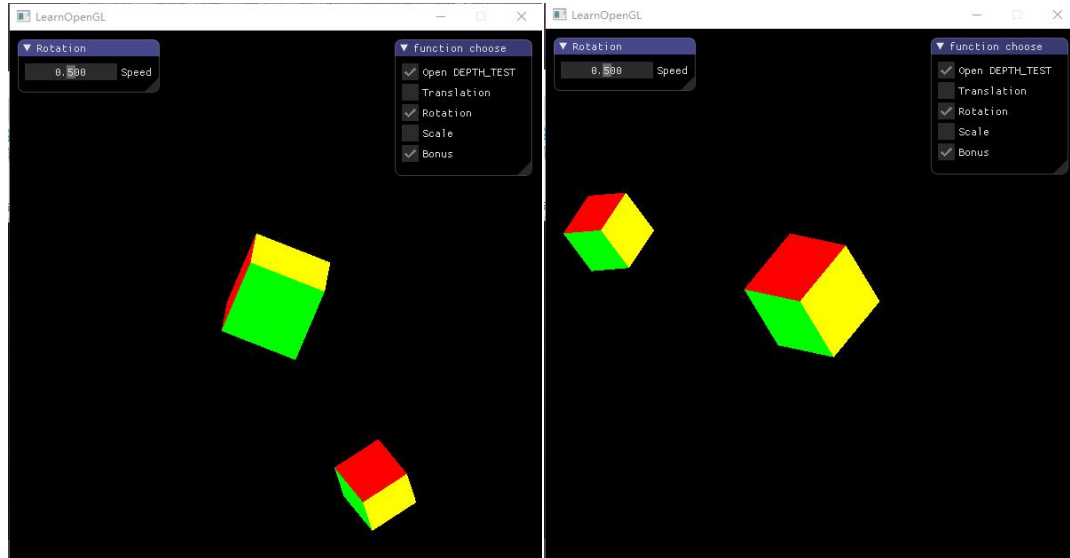 LearnOpenGL
▼ Rotation
0.500 Speed
▼ function choose
Open DEPTH_TEST
Translation
Rotation
Scale
Bonus
LearnOpenGL
▼ Rotation
0.500 Speed
▼ function choose
Open DEPTH_TEST
Translation
Rotation
Scale
Bonus